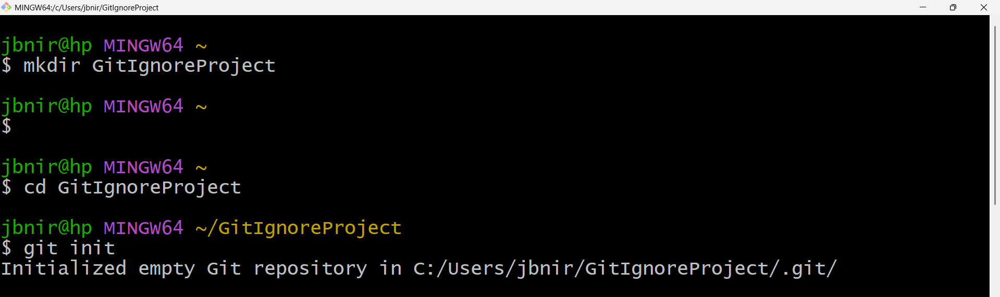 MINGW64:/c/Users/jbnir/GitIgnoreProject
jbnir@hp MINGW64 ~
$ mkdir GitIgnoreProject
jbnir@hp MINGW64 ~
$
jbnir@hp MINGW64 ~
$ cd GitIgnoreProject
jbnir@hp MINGW64 ~/GitIgnoreProject
$ git init
Initialized empty Git repository in C:/Users/jbnir/GitIgnoreProject/.git/